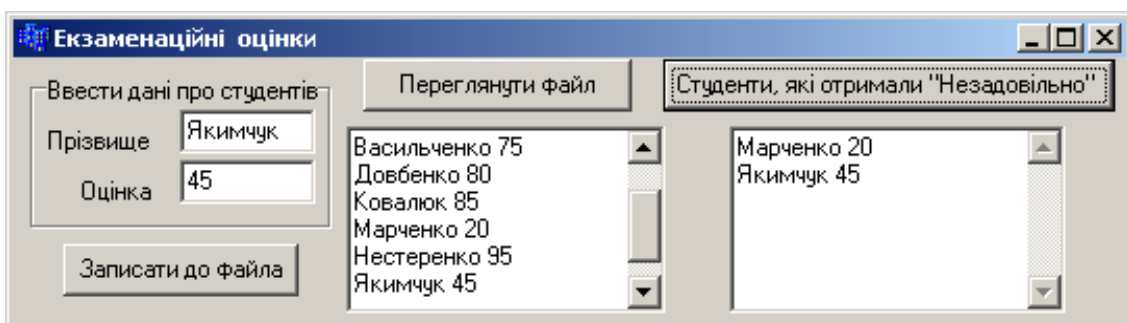 Екзаменаційні оцінки
Ввести дані про студентів
Прізвище Якимчук
Оцінка 45
Записати до файла
Переглянути файл
Васильченко 75
Довбенко 80
Ковалюк 85
Марченко 20
Нестеренко 95
Якимчук 45
Студенти, які отримали "Незадовільно"
Марченко 20
Якимчук 45